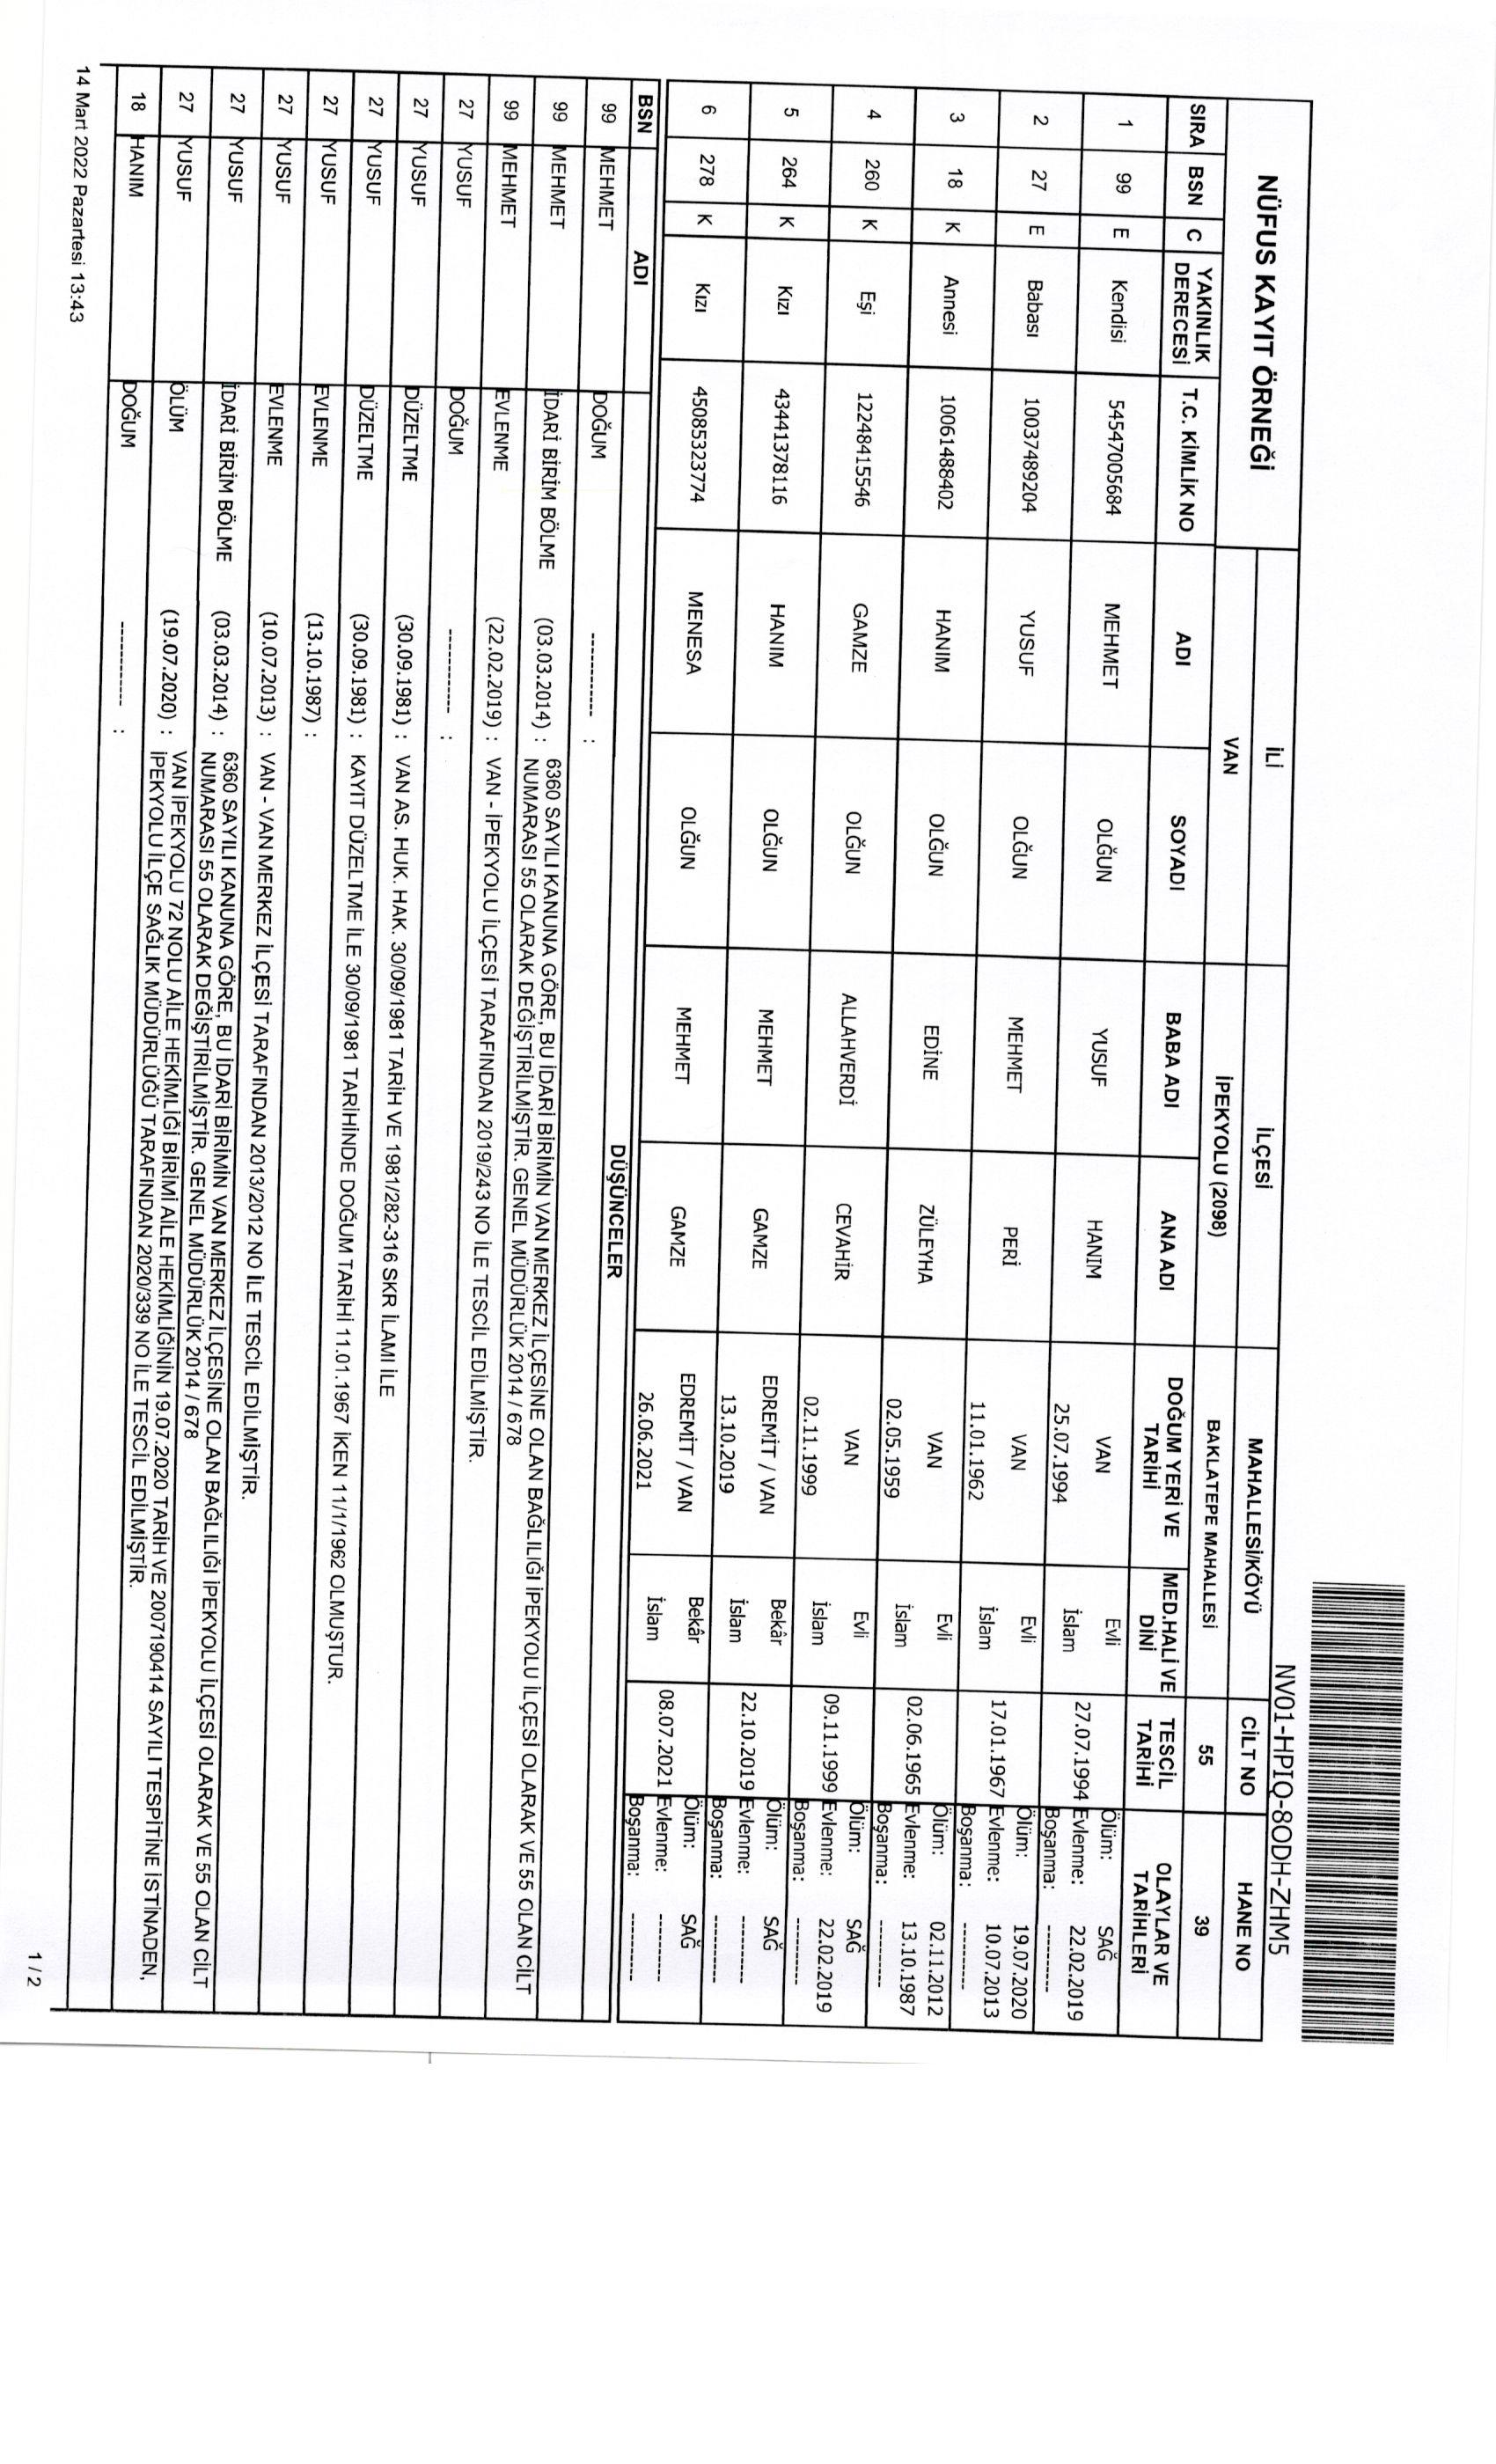 NV01-HPIQ-8ODH-ZHM5
NÜFUS KAYIT ÖRNEĞİ
İLİ İLÇESİ MAHALLESİ/KÖYÜ CİLT NO HANE NO
VAN İPEKYOLU (2098) BAKLATEPE MAHALLESİ 55 39
SIRA BSN C YAKINLIK DERECESİ T.C. KİMLİK NO ADI SOYADI BABA ADI ANA ADI DOĞUM YERİ VE TARİHİ MED.HALİ VE DİNİ TESCİL TARİHİ OLAYLAR VE TARİHLERİ
1 99 E Kendisi 54547005684 MEHMET OLĞUN YUSUF HANIM VAN 25.07.1994 Evli İslam 27.07.1994 Ölüm: SAĞ Evlenme: 22.02.2019 Boşanma: ----------
2 27 E Babası 10037489204 YUSUF OLĞUN MEHMET PERİ VAN 11.01.1962 Evli İslam 17.01.1967 Ölüm: 19.07.2020 Evlenme: 10.07.2013 Boşanma: ----------
3 18 K Annesi 10061488402 HANIM OLĞUN EDİNE ZÜLEYHA VAN 02.05.1959 Evli İslam 02.06.1965 Ölüm: 02.11.2012 Evlenme: 13.10.1987 Boşanma: ----------
4 260 K Eşi 12248415546 GAMZE OLĞUN ALLAHVERDİ CEVAHİR VAN 02.11.1999 Evli İslam 09.11.1999 Ölüm: SAĞ Evlenme: 22.02.2019 Boşanma: ----------
5 264 K Kızı 43441378116 HANIM OLĞUN MEHMET GAMZE EDREMİT / VAN 13.10.2019 Bekâr İslam 22.10.2019 Ölüm: SAĞ Evlenme: ---------- Boşanma: ----------
6 278 K Kızı 45085323774 MENESA OLĞUN MEHMET GAMZE EDREMİT / VAN 26.06.2021 Bekâr İslam 08.07.2021 Ölüm: SAĞ Evlenme: ---------- Boşanma: ----------
BSN ADI DÜŞÜNCELER
99 MEHMET DOĞUM ---------- :
99 MEHMET İDARİ BİRİM BÖLME (03.03.2014) : 6360 SAYILI KANUNA GÖRE, BU İDARİ BİRİMİN VAN MERKEZ İLÇESİNE OLAN BAĞLILIĞI İPEKYOLU İLÇESİ OLARAK VE 55 OLAN CİLT
NUMARASI 55 OLARAK DEĞİŞTİRİLMİŞTİR. GENEL MÜDÜRLÜK 2014 / 678
99 MEHMET EVLENME (22.02.2019) : VAN - İPEKYOLU İLÇESİ TARAFINDAN 2019/243 NO İLE TESCİL EDİLMİŞTİR.
27 YUSUF DOĞUM ---------- :
27 YUSUF DÜZELTME (30.09.1981) : VAN AS. HUK. HAK. 30/09/1981 TARİH VE 1981/282-316 SKR İLAMI İLE
27 YUSUF DÜZELTME (30.09.1981) : KAYIT DÜZELTME İLE 30/09/1981 TARİHİNDE DOĞUM TARİHİ 11.01.1967 İKEN 11/1/1962 OLMUŞTUR.
27 YUSUF EVLENME (13.10.1987) :
27 YUSUF EVLENME (10.07.2013) : VAN - VAN MERKEZ İLÇESİ TARAFINDAN 2013/2012 NO İLE TESCİL EDİLMİŞTİR.
27 YUSUF İDARİ BİRİM BÖLME (03.03.2014) : 6360 SAYILI KANUNA GÖRE, BU İDARİ BİRİMİN VAN MERKEZ İLÇESİNE OLAN BAĞLILIĞI İPEKYOLU İLÇESİ OLARAK VE 55 OLAN CİLT
NUMARASI 55 OLARAK DEĞİŞTİRİLMİŞTİR. GENEL MÜDÜRLÜK 2014 / 678
27 YUSUF ÖLÜM (19.07.2020) : VAN İPEKYOLU 72 NOLU AİLE HEKİMLİĞİ BİRİMİ AİLE HEKİMLİĞİNİN 19.07.2020 TARİH VE 2007190414 SAYILI TESPİTİNE İSTİNADEN,
İPEKYOLU İLÇE SAĞLIK MÜDÜRLÜĞÜ TARAFINDAN 2020/339 NO İLE TESCİL EDİLMİŞTİR.
18 HANIM DOĞUM ---------- :
14 Mart 2022 Pazartesi 13:43
1 / 2